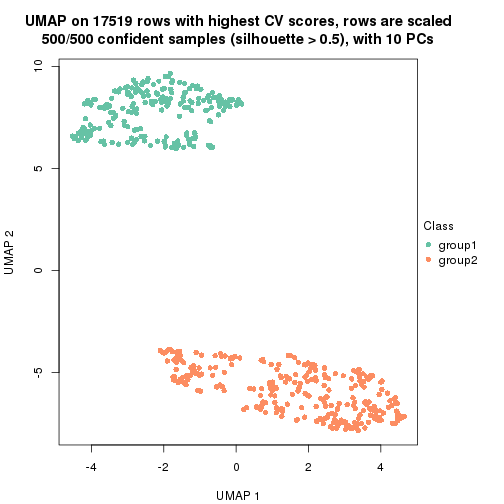 UMAP on 17519 rows with highest CV scores, rows are scaled
500/500 confident samples (silhouette > 0.5), with 10 PCs
10
5
0
-5
UMAP 2
-4
-2
0
2
4
UMAP 1
Class
group1
group2